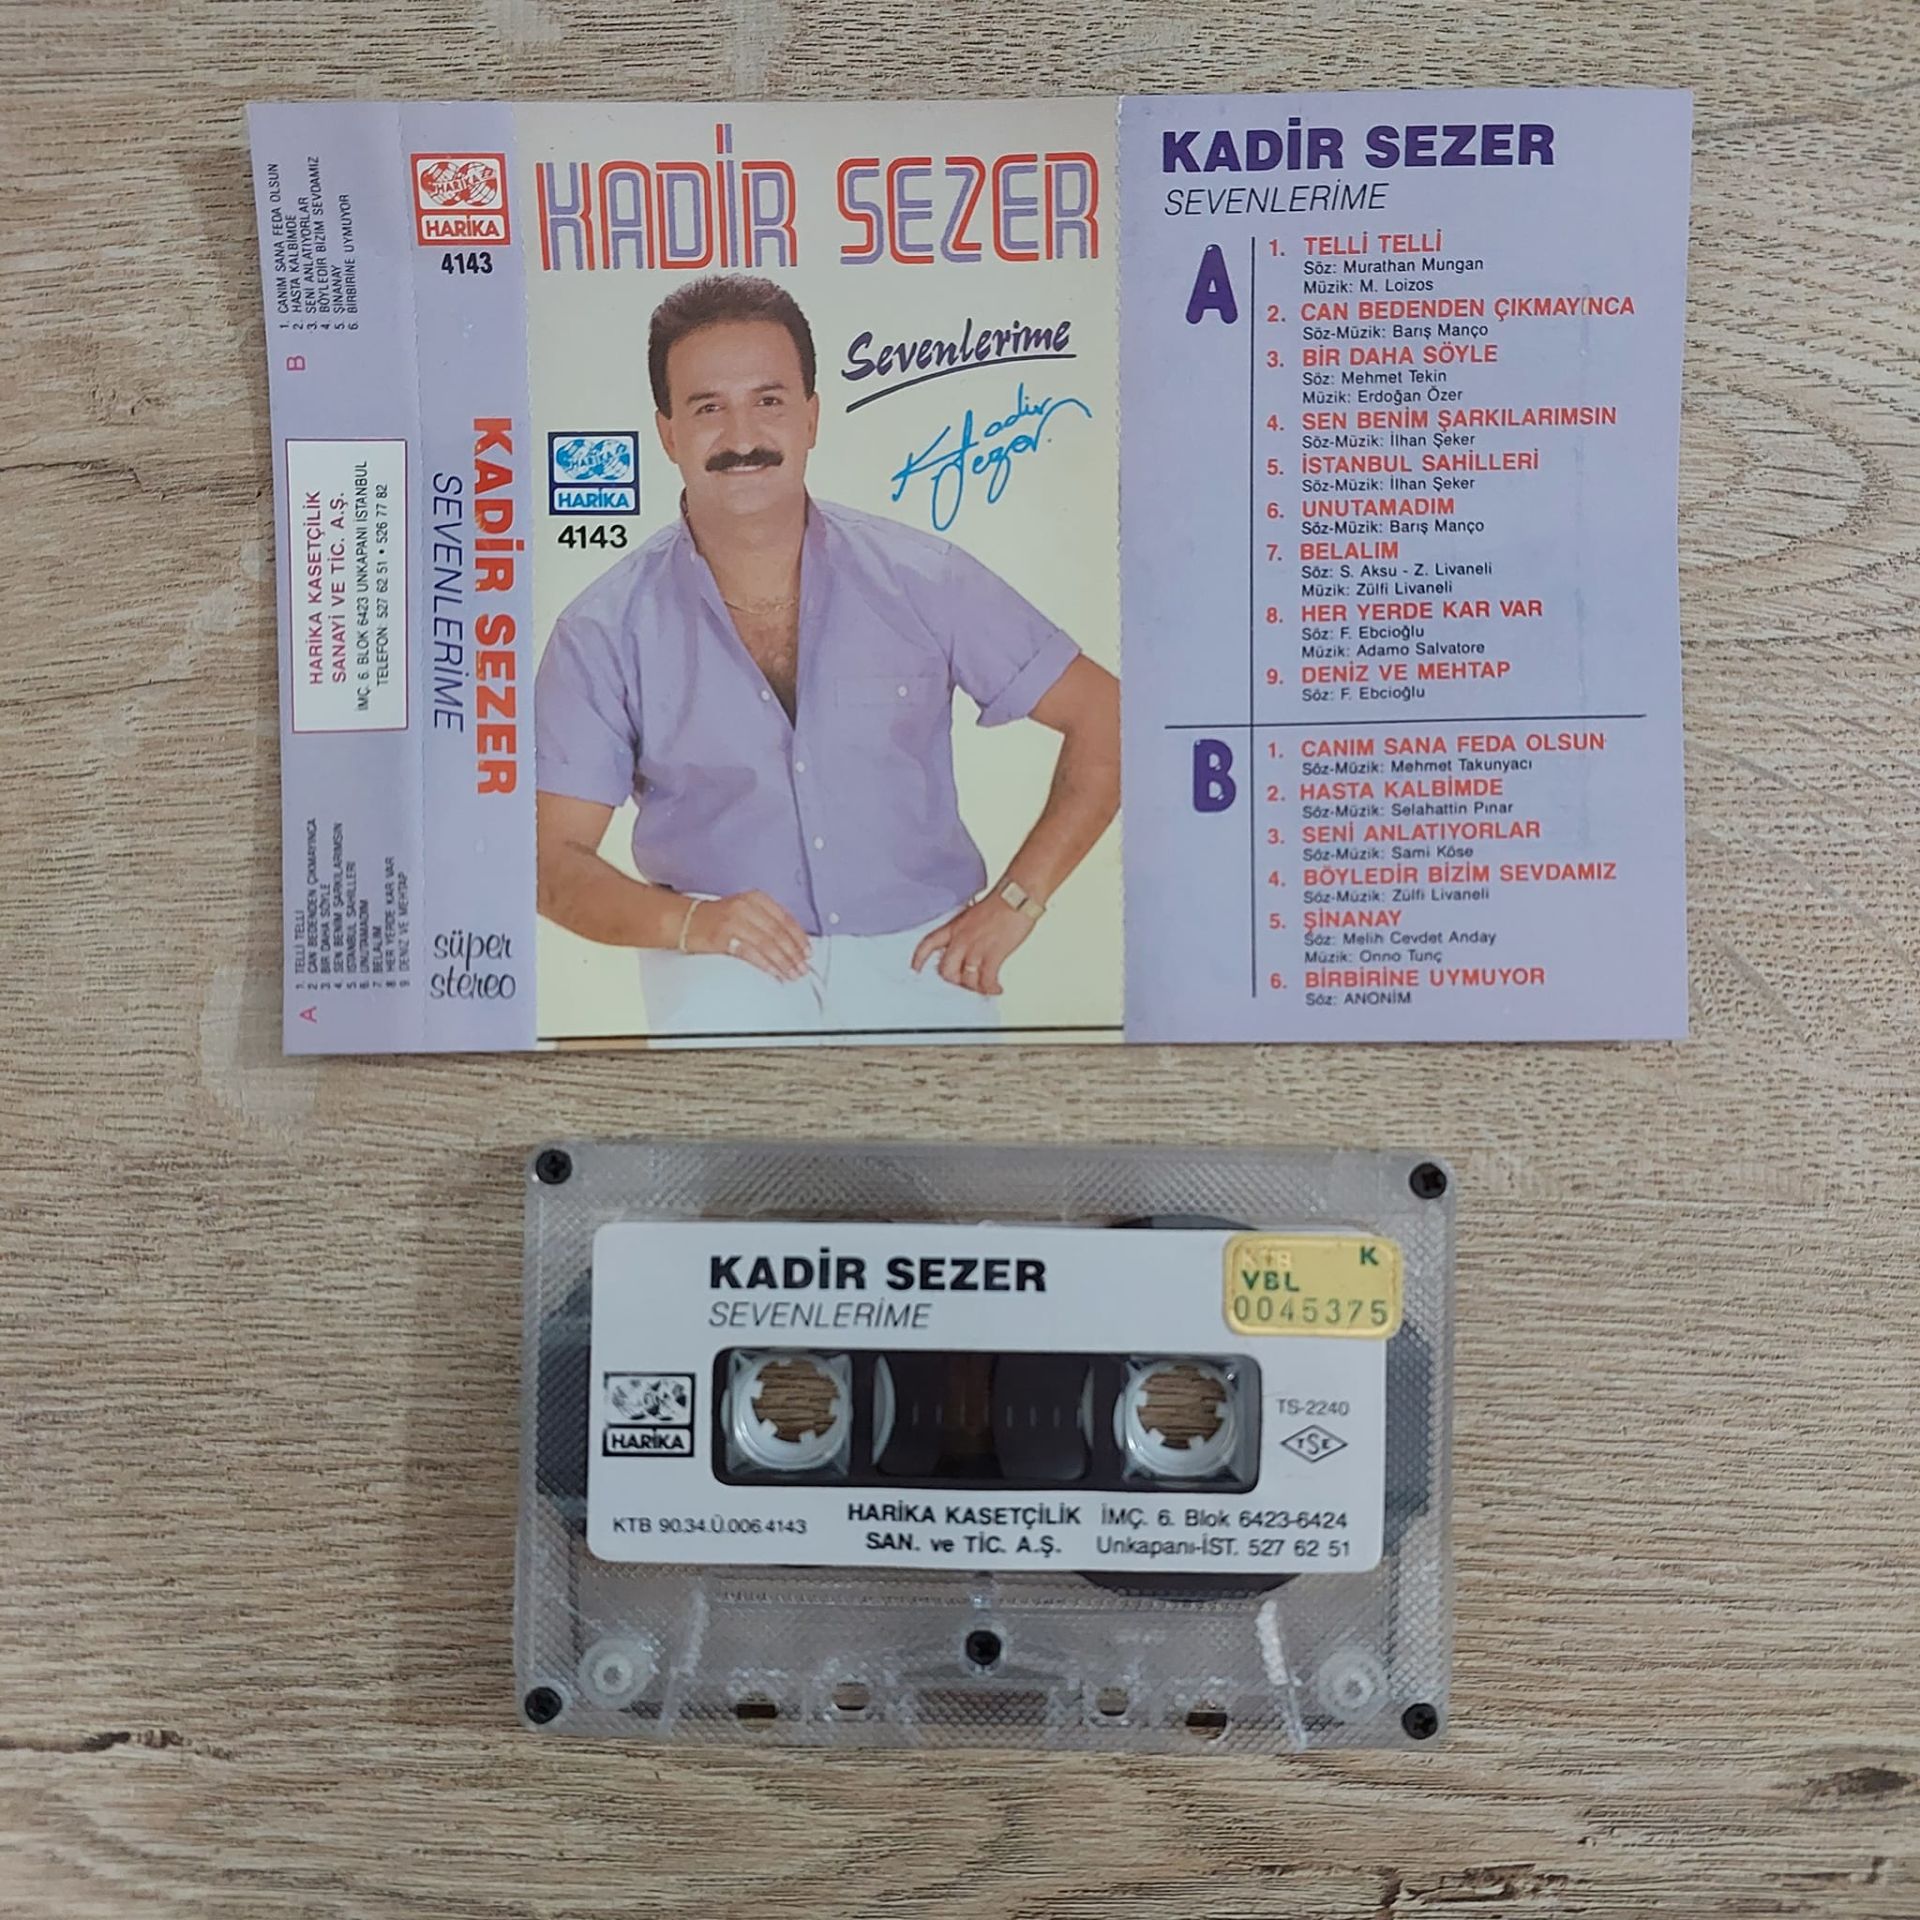 1. CANIM SANA FEDA OLSUN
2. HASTA KALBİMDE
3. SENİ ANLATIYORLAR
4. BÖYLEDİR BİZİM SEVDAMIZ
5. ŞİNANAY
6. BİRBİRİNE UYMUYOR
B
HARİKA KASETÇİLİK
SANAYİ VE TİC. A.Ş.
İMÇ. 6. BLOK 6423 UNKAPANI İSTANBUL
TELEFON: 527 62 51 • 526 77 82
1. TELLİ TELLİ
2. CAN BEDENDEN ÇIKMAYINCA
3. BİR DAHA SÖYLE
4. SEN BENİM ŞARKILARIMSIN
5. İSTANBUL SAHİLLERİ
6. UNUTAMADIM
7. BELALIM
8. HER YERDE KAR VAR
9. DENİZ VE MEHTAP
A
HARİKA
HARİKA
4143
KADİR SEZER
SEVENLERİME
süper
stereo
KADİR SEZER
Sevenlerime
Kadir
Sezer
HARİKA
HARİKA
4143
KADİR SEZER
SEVENLERİME
A
1. TELLİ TELLİ
Söz: Murathan Mungan
Müzik: M. Loizos
2. CAN BEDENDEN ÇIKMAYINCA
Söz-Müzik: Barış Manço
3. BİR DAHA SÖYLE
Söz: Mehmet Tekin
Müzik: Erdoğan Özer
4. SEN BENİM ŞARKILARIMSIN
Söz-Müzik: İlhan Şeker
5. İSTANBUL SAHİLLERİ
Söz-Müzik: İlhan Şeker
6. UNUTAMADIM
Söz-Müzik: Barış Manço
7. BELALIM
Söz: S. Aksu - Z. Livaneli
Müzik: Zülfi Livaneli
8. HER YERDE KAR VAR
Söz: F. Ebcioğlu
Müzik: Adamo Salvatore
9. DENİZ VE MEHTAP
Söz: F. Ebcioğlu
B
1. CANIM SANA FEDA OLSUN
Söz-Müzik: Mehmet Takunyacı
2. HASTA KALBİMDE
Söz-Müzik: Selahattin Pınar
3. SENİ ANLATIYORLAR
Söz-Müzik: Sami Köse
4. BÖYLEDİR BİZİM SEVDAMIZ
Söz-Müzik: Zülfi Livaneli
5. ŞİNANAY
Söz: Melih Cevdet Anday
Müzik: Onno Tunç
6. BİRBİRİNE UYMUYOR
Söz: ANONİM
KADİR SEZER
SEVENLERİME
KTB K
VBL
0045375
HARİKA
TS-2240
TSE
KTB 90.34.Ü.006.4143
HARİKA KASETÇİLİK İMÇ. 6. Blok 6423-6424
SAN. ve TİC. A.Ş. Unkapanı-İST. 527 62 51